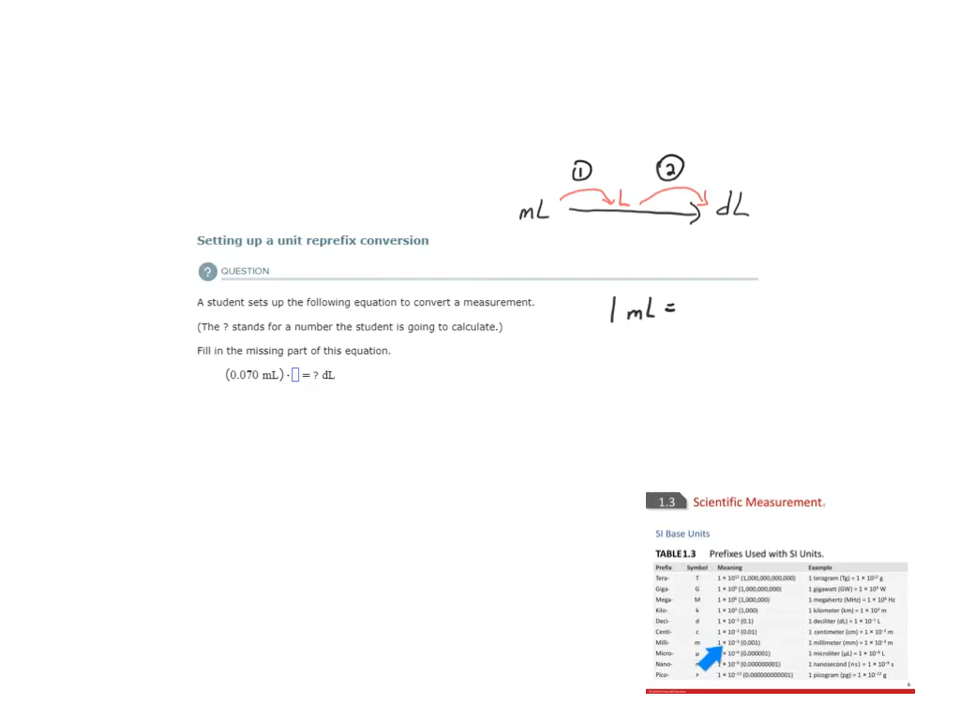 ① ②
mL L dL
Setting up a unit reprefix conversion
? QUESTION
A student sets up the following equation to convert a measurement.
1 mL =
(The ? stands for a number the student is going to calculate.)
Fill in the missing part of this equation.
(0.070 mL) · = ? dL
1.3 Scientific Measurement.
SI Base Units
TABLE 1.3 Prefixes Used with SI Units.
Prefix Symbol Meaning Example
Tera- T 1 × 10¹² (1,000,000,000,000) 1 teragram (Tg) = 1 × 10¹² g
Giga- G 1 × 10⁹ (1,000,000,000) 1 gigawatt (GW) = 1 × 10⁹ W
Mega- M 1 × 10⁶ (1,000,000) 1 megahertz (MHz) = 1 × 10⁶ Hz
Kilo- k 1 × 10³ (1,000) 1 kilometer (km) = 1 × 10³ m
Deci- d 1 × 10⁻¹ (0.1) 1 deciliter (dL) = 1 × 10⁻¹ L
Centi- c 1 × 10⁻² (0.01) 1 centimeter (cm) = 1 × 10⁻² m
Milli- m 1 × 10⁻³ (0.001) 1 millimeter (mm) = 1 × 10⁻³ m
Micro- μ × 10⁻⁶ (0.000001) 1 microliter (μL) = 1 × 10⁻⁶ L
Nano- × 10⁻⁹ (0.000000001) 1 nanosecond (ns) = 1 × 10⁻⁹ s
Pico- p 1 × 10⁻¹² (0.000000000001) 1 picogram (pg) = 1 × 10⁻¹² g